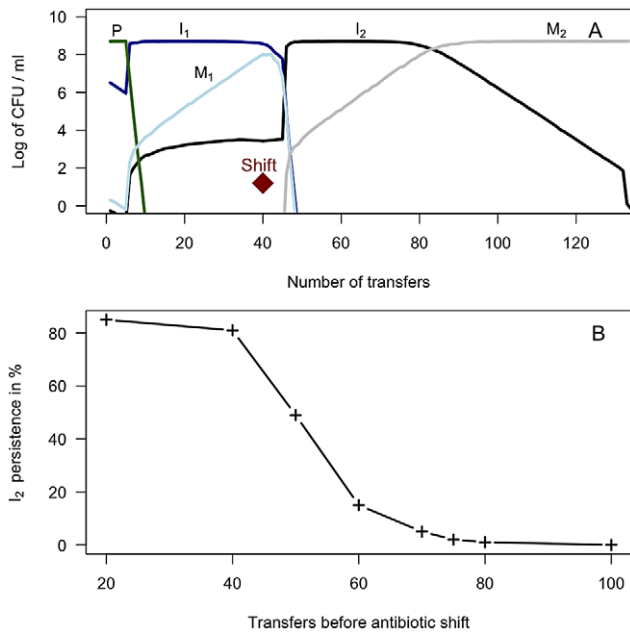 P I₁ I₂ M₂ A
M₁
Shift
Log of CFU / ml
10
8
6
4
2
0
0 20 40 60 80 100 120
Number of transfers
B
I₂ persistence in %
80
60
40
20
0
20 40 60 80 100
Transfers before antibiotic shift